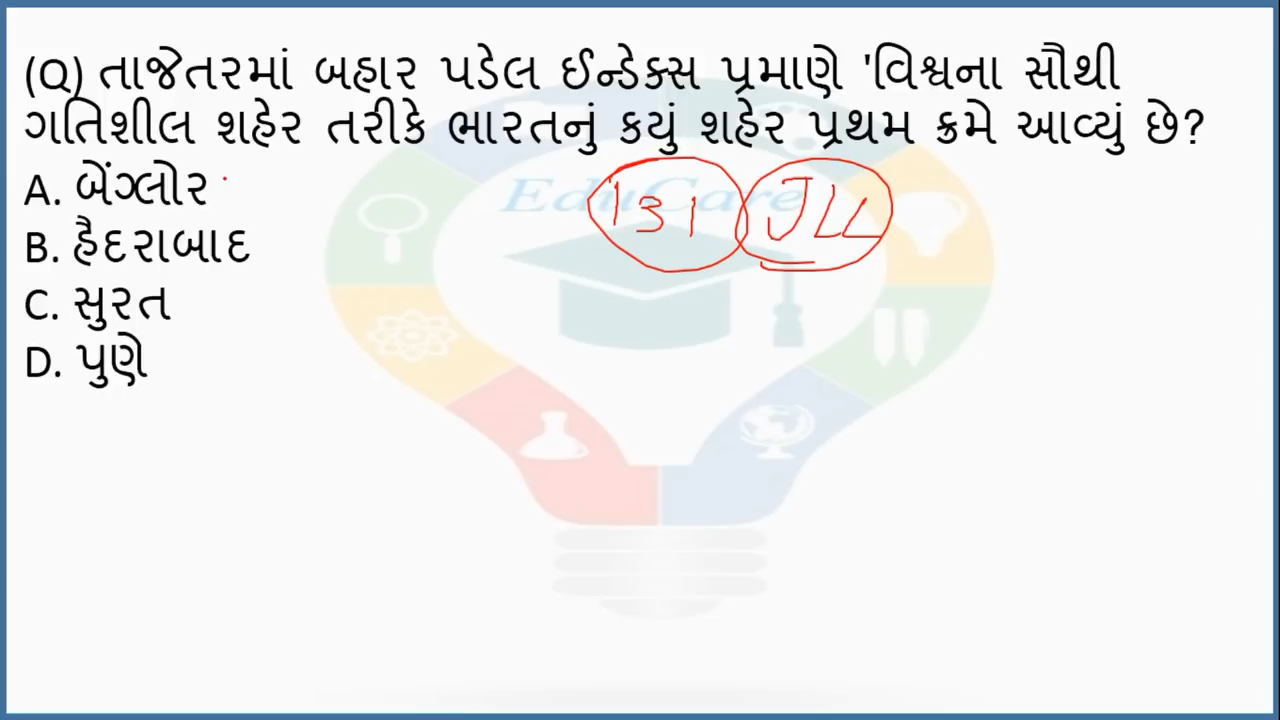 (Q) તાજેતરમાં બહાર પડેલ ઈન્ડેક્સ પ્રમાણે 'વિશ્વના સૌથી
ગતિશીલ શહેર તરીકે ભારતનું કયું શહેર પ્રથમ ક્રમે આવ્યું છે?
A. બેંગ્લોર
EduCare
131 JLL
B. હૈદરાબાદ
C. સુરત
D. પુણે